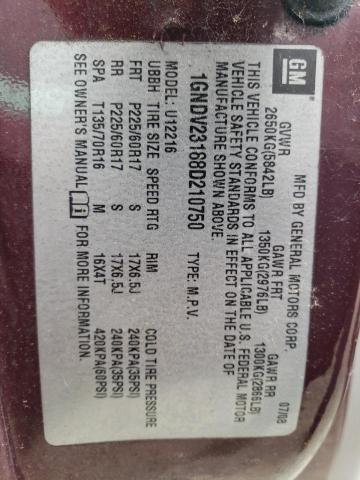 GM
MFD BY GENERAL MOTORS CORP. 07/08
GVWR GAWR FRT GAWR RR
2650KG(5842LB) 1350KG(2976LB) 1300KG(2866LB)
THIS VEHICLE CONFORMS TO ALL APPLICABLE U.S. FEDERAL MOTOR
VEHICLE SAFETY STANDARDS IN EFFECT ON THE DATE OF
MANUFACTURE SHOWN ABOVE.
1GNDV23168D210750 TYPE: M.P.V.
MODEL: U12216
UBBH TIRE SIZE SPEED RTG RIM COLD TIRE PRESSURE
FRT P225/60R17 S 17X6.5J 240KPA(35PSI)
RR P225/60R17 S 17X6.5J 240KPA(35PSI)
SPA T135/70R16 M 16X4T 420KPA(60PSI)
SEE OWNER'S MANUAL FOR MORE INFORMATION.